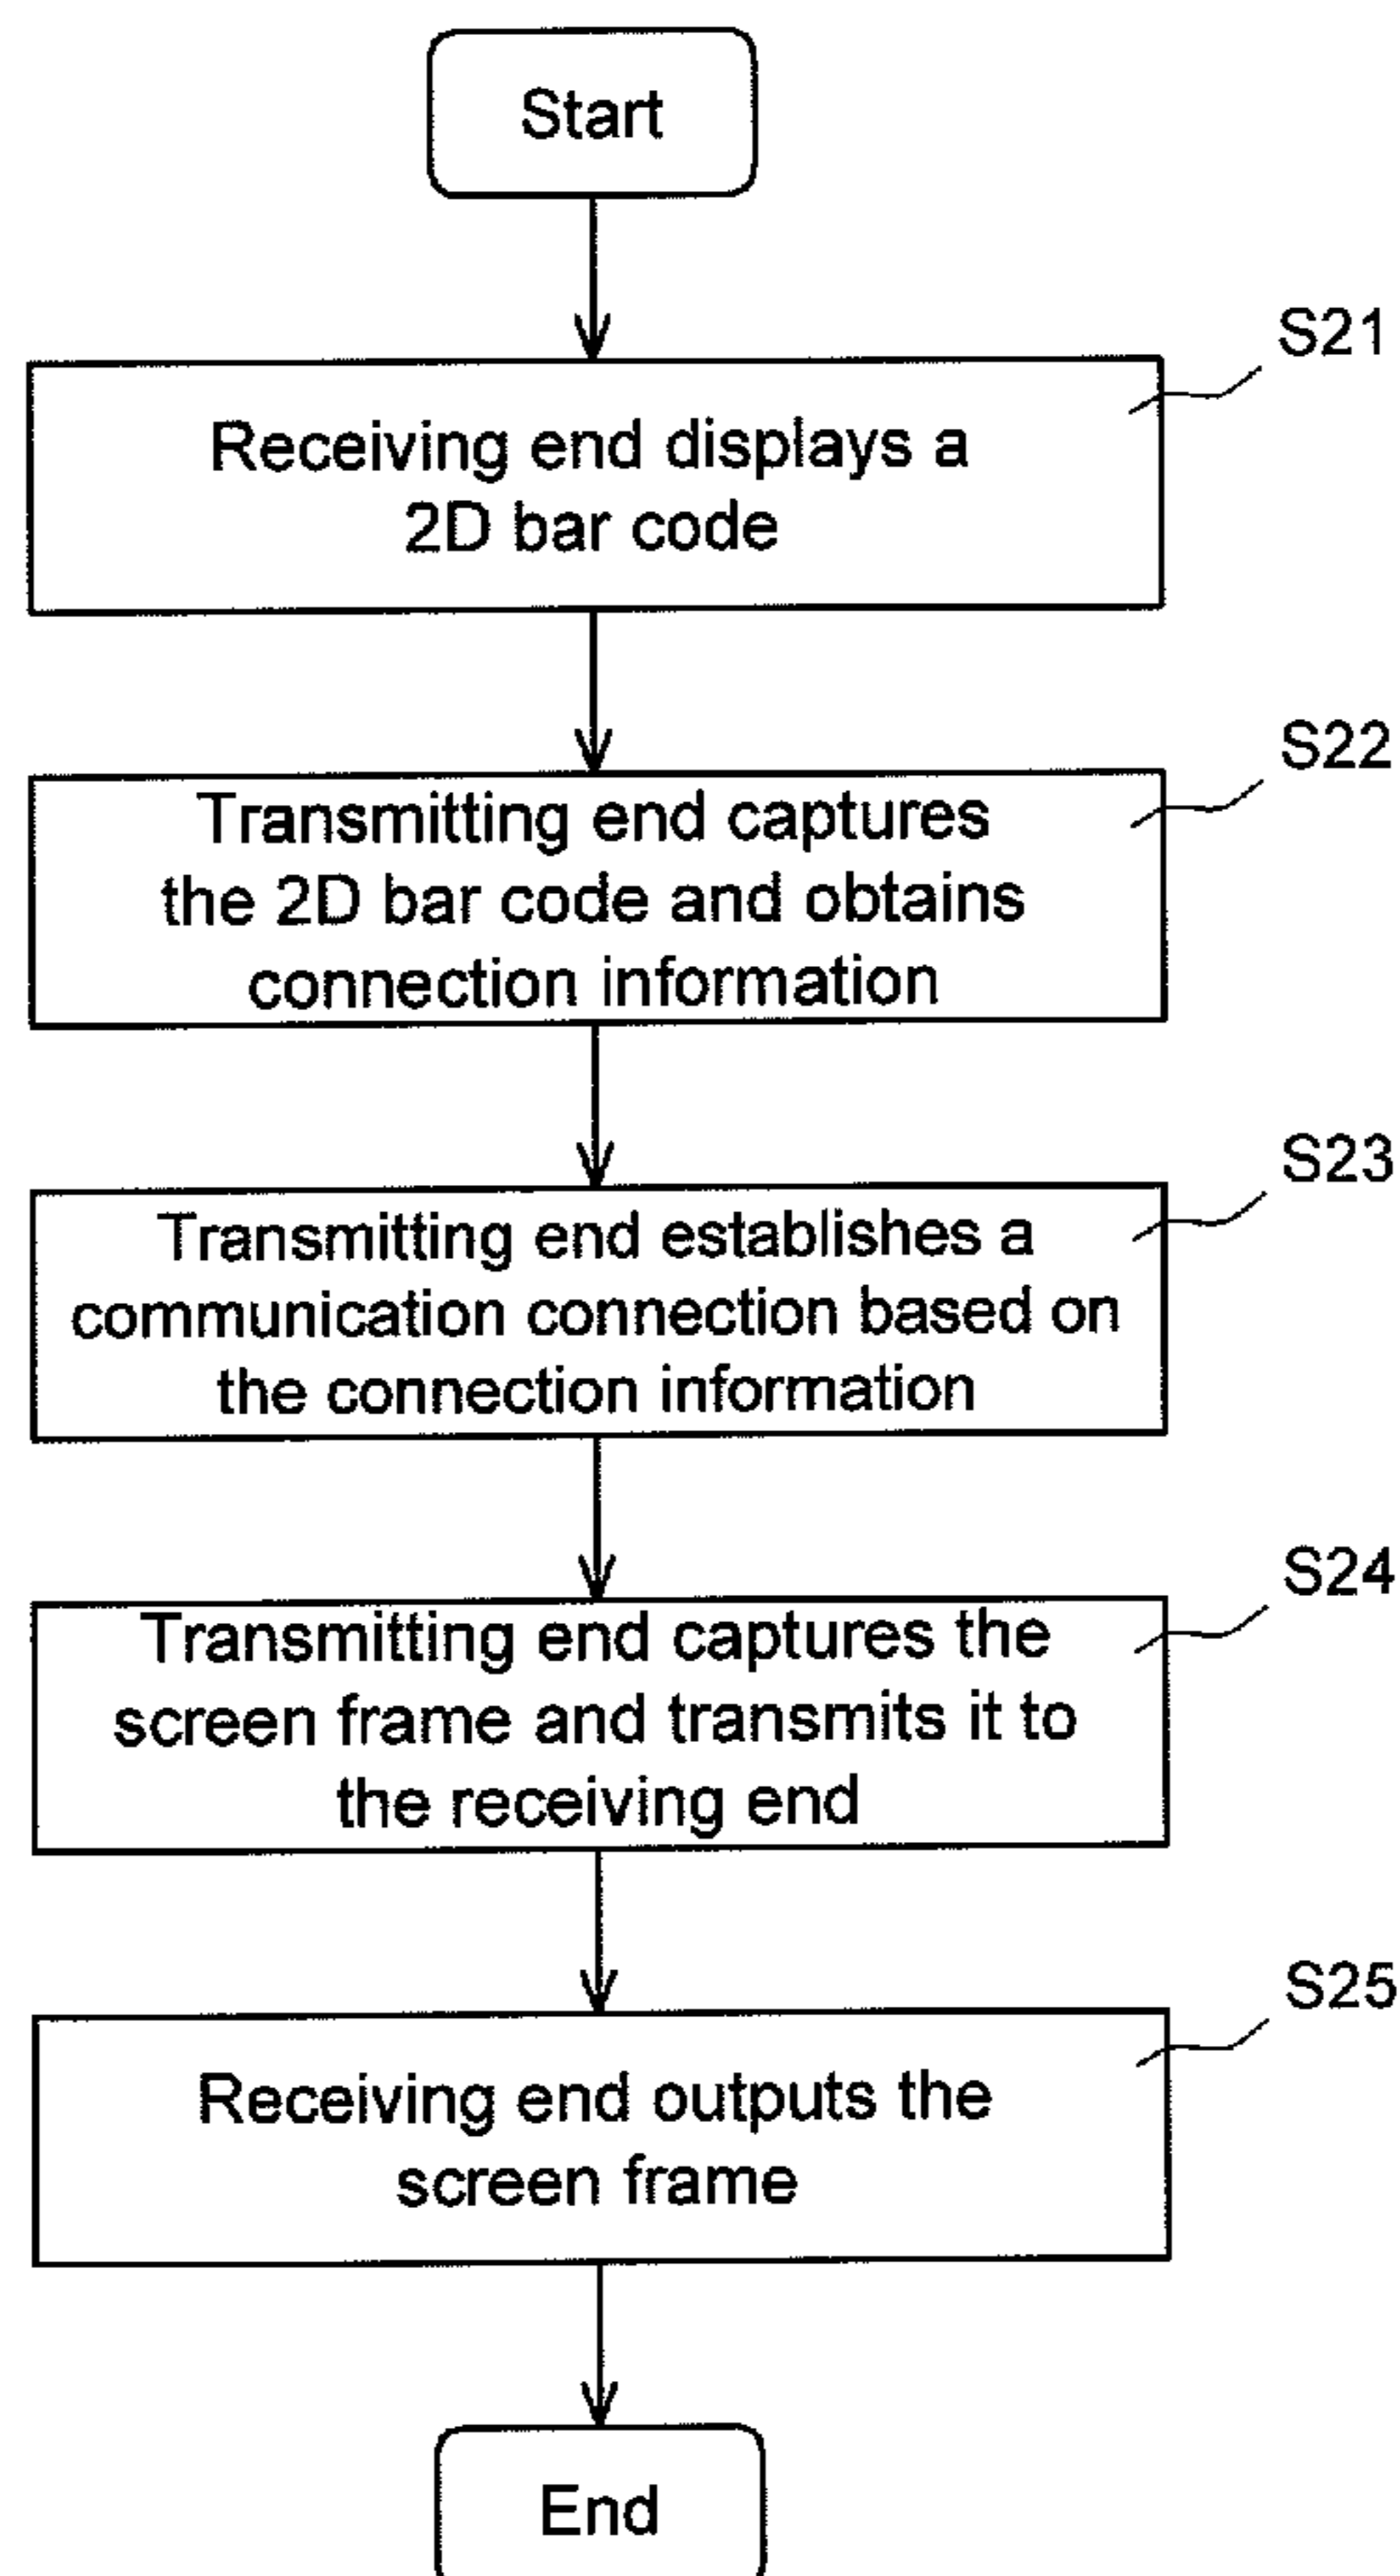 Start
S21
Receiving end displays a
2D bar code
S22
Transmitting end captures
the 2D bar code and obtains
connection information
S23
Transmitting end establishes a
communication connection based on
the connection information
S24
Transmitting end captures the
screen frame and transmits it to
the receiving end
S25
Receiving end outputs the
screen frame
End